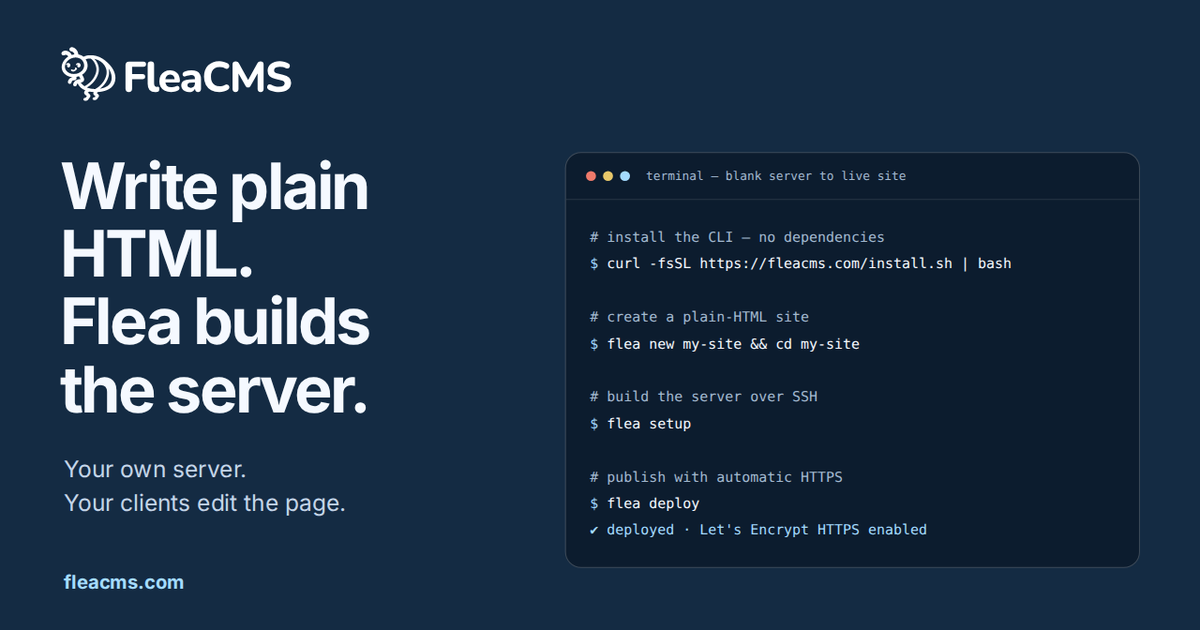 FleaCMS
Write plain
HTML.
Flea builds
the server.
Your own server.
Your clients edit the page.
fleacms.com
terminal — blank server to live site
# install the CLI — no dependencies
$ curl -fsSL https://fleacms.com/install.sh | bash
# create a plain-HTML site
$ flea new my-site && cd my-site
# build the server over SSH
$ flea setup
# publish with automatic HTTPS
$ flea deploy
✔ deployed · Let's Encrypt HTTPS enabled